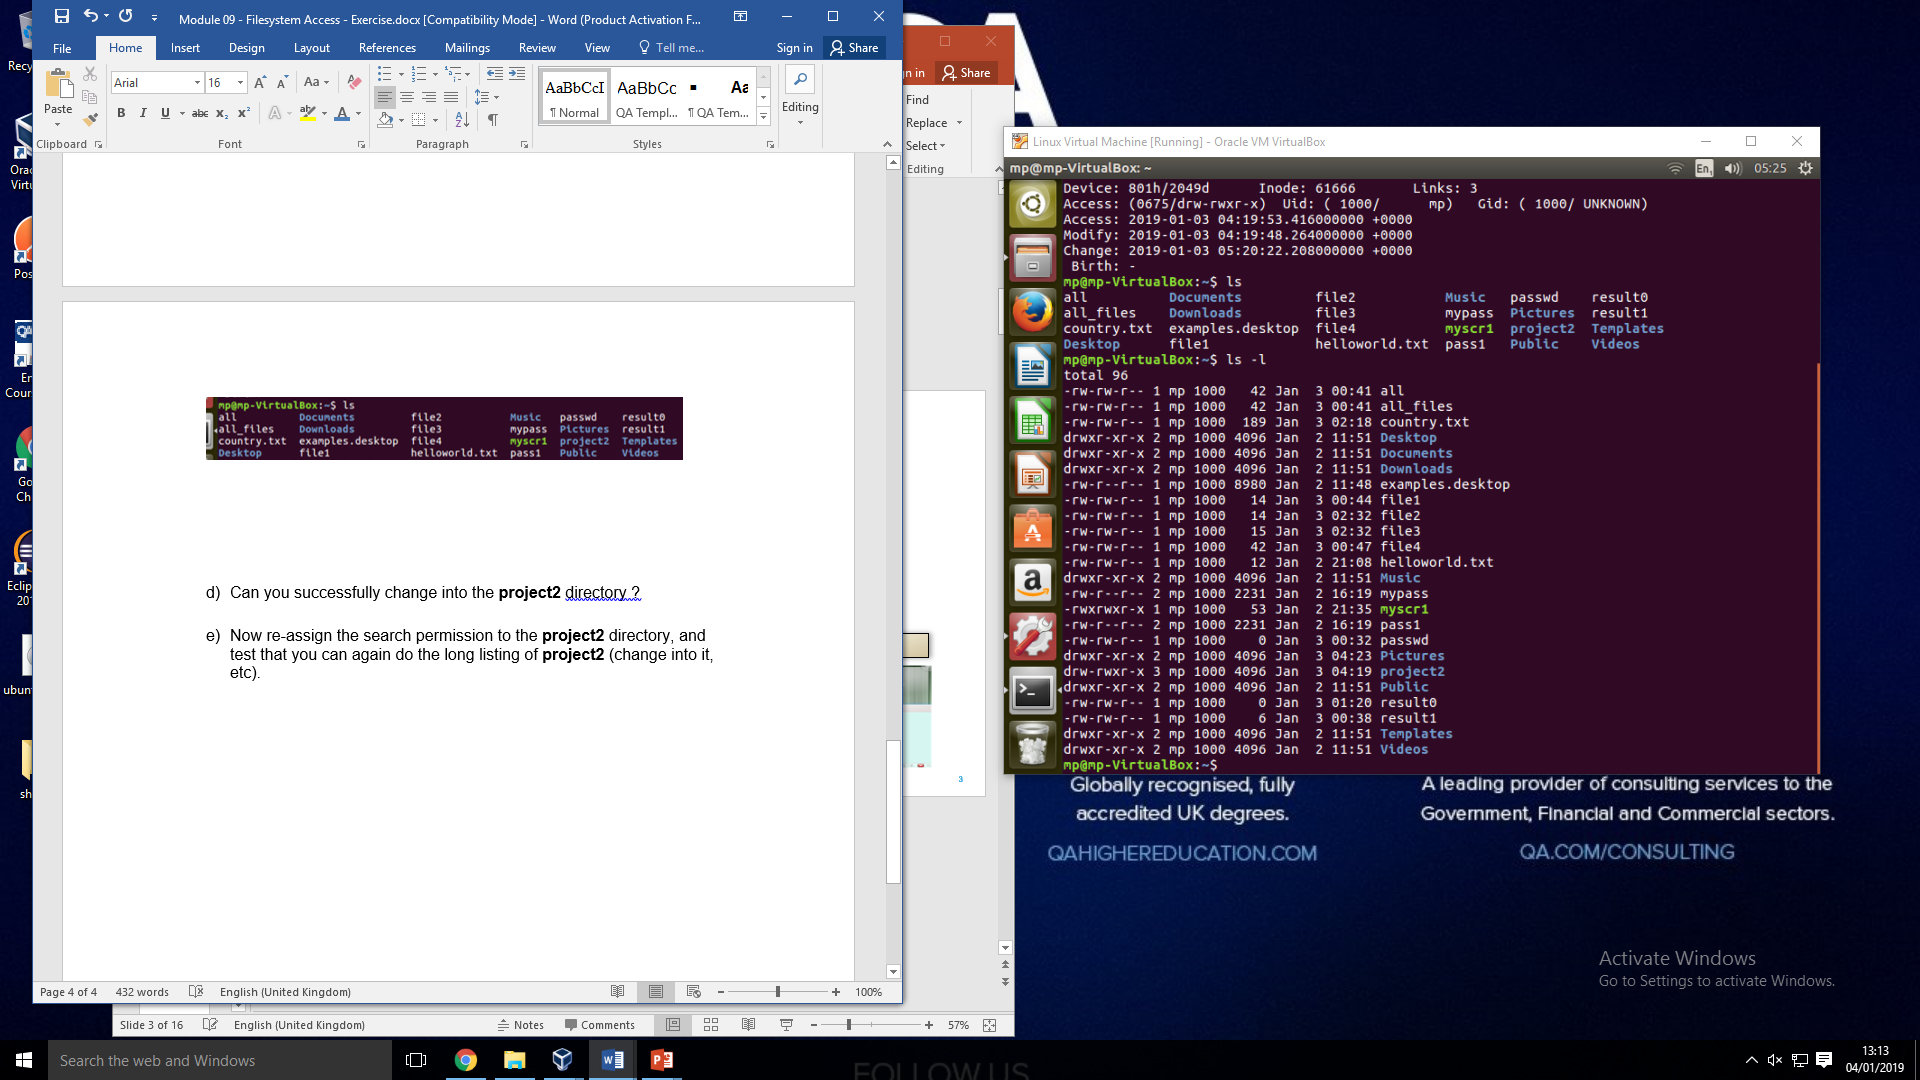 Module 09 - Filesystem Access - Exercise.docx [Compatibility Mode] - Word (Product Activation F...
File Home Insert Design Layout References Mailings Review View Tell me... Sign in Share
Arial 16 Aa
Paste
B I U abc x₂ x²
AaBbCcI AaBbCc Aa
¶ Normal QA Templ... ¶ QA Tem...
Editing
Clipboard Font Paragraph Styles
mp@mp-VirtualBox:~$ ls
all Documents file2 Music passwd result0
all_files Downloads file3 mypass Pictures result1
country.txt examples.desktop file4 myscr1 project2 Templates
Desktop file1 helloworld.txt pass1 Public Videos
d) Can you successfully change into the project2 directory ?
e) Now re-assign the search permission to the project2 directory, and
test that you can again do the long listing of project2 (change into it,
etc).
Page 4 of 4 432 words English (United Kingdom) 100%
Share
Find
Replace
Select
Editing
3
Slide 3 of 16 English (United Kingdom) Notes Comments 57%
Linux Virtual Machine [Running] - Oracle VM VirtualBox
mp@mp-VirtualBox: ~ En 05:25
Device: 801h/2049d Inode: 61666 Links: 3
Access: (0675/drw-rwxr-x) Uid: ( 1000/ mp) Gid: ( 1000/ UNKNOWN)
Access: 2019-01-03 04:19:53.416000000 +0000
Modify: 2019-01-03 04:19:48.264000000 +0000
Change: 2019-01-03 05:20:22.208000000 +0000
Birth: -
mp@mp-VirtualBox:~$ ls
all Documents file2 Music passwd result0
all_files Downloads file3 mypass Pictures result1
country.txt examples.desktop file4 myscr1 project2 Templates
Desktop file1 helloworld.txt pass1 Public Videos
mp@mp-VirtualBox:~$ ls -l
total 96
-rw-rw-r-- 1 mp 1000 42 Jan 3 00:41 all
-rw-rw-r-- 1 mp 1000 42 Jan 3 00:41 all_files
-rw-rw-r-- 1 mp 1000 189 Jan 3 02:18 country.txt
drwxr-xr-x 2 mp 1000 4096 Jan 2 11:51 Desktop
drwxr-xr-x 2 mp 1000 4096 Jan 2 11:51 Documents
drwxr-xr-x 2 mp 1000 4096 Jan 2 11:51 Downloads
-rw-r--r-- 1 mp 1000 8980 Jan 2 11:48 examples.desktop
-rw-rw-r-- 1 mp 1000 14 Jan 3 00:44 file1
-rw-rw-r-- 1 mp 1000 14 Jan 3 02:32 file2
-rw-rw-r-- 1 mp 1000 15 Jan 3 02:32 file3
-rw-rw-r-- 1 mp 1000 42 Jan 3 00:47 file4
-rw-rw-r-- 1 mp 1000 12 Jan 2 21:08 helloworld.txt
drwxr-xr-x 2 mp 1000 4096 Jan 2 11:51 Music
-rw-r--r-- 2 mp 1000 2231 Jan 2 16:19 mypass
-rwxrwxr-x 1 mp 1000 53 Jan 2 21:35 myscr1
-rw-r--r-- 2 mp 1000 2231 Jan 2 16:19 pass1
-rw-rw-r-- 1 mp 1000 0 Jan 3 00:32 passwd
drwxr-xr-x 2 mp 1000 4096 Jan 3 04:23 Pictures
drw-rwxr-x 3 mp 1000 4096 Jan 3 04:19 project2
drwxr-xr-x 2 mp 1000 4096 Jan 2 11:51 Public
-rw-rw-r-- 1 mp 1000 0 Jan 3 01:20 result0
-rw-rw-r-- 1 mp 1000 6 Jan 3 00:38 result1
drwxr-xr-x 2 mp 1000 4096 Jan 2 11:51 Templates
drwxr-xr-x 2 mp 1000 4096 Jan 2 11:51 Videos
mp@mp-VirtualBox:~$
Globally recognised, fully
accredited UK degrees.
QAHIGHEREDUCATION.COM
A leading provider of consulting services to the
Government, Financial and Commercial sectors.
QA.COM/CONSULTING
Activate Windows
Go to Settings to activate Windows.
FOLLOW US
Search the web and Windows
13:13
04/01/2019